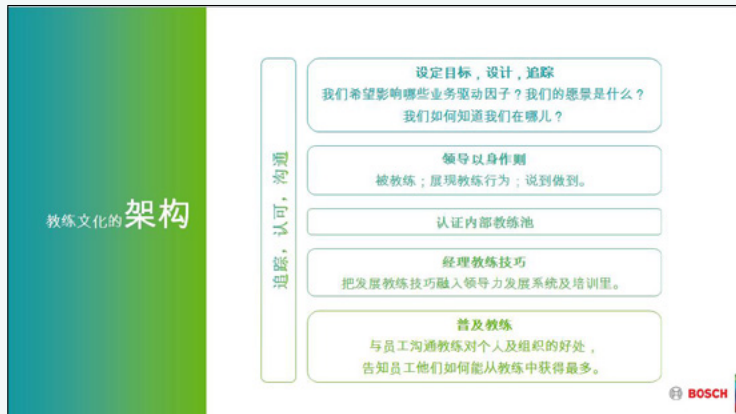 教练文化的架构
追踪，认可，沟通
设定目标，设计，追踪
我们希望影响哪些业务驱动因子？我们的愿景是什么？
我们如何知道我们在哪儿？
领导以身作则
被教练；展现教练行为；说到做到。
认证内部教练池
经理教练技巧
把发展教练技巧融入领导力发展系统及培训里。
普及教练
与员工沟通教练对个人及组织的好处，
告知员工他们如何能从教练中获得最多。
BOSCH